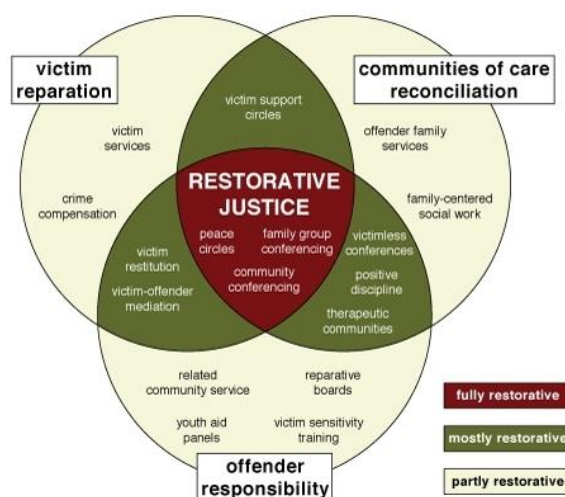 victim
reparation
communities of care
reconciliation
victim support
circles
victim
services
offender family
services
crime
compensation
family-centered
social work
RESTORATIVE
JUSTICE
peace
circles
family group
conferencing
community
conferencing
victim
restitution
victim-offender
mediation
victimless
conferences
positive
discipline
therapeutic
communities
related
community service
reparative
boards
youth aid
panels
victim sensitivity
training
offender
responsibility
fully restorative
mostly restorative
partly restorative